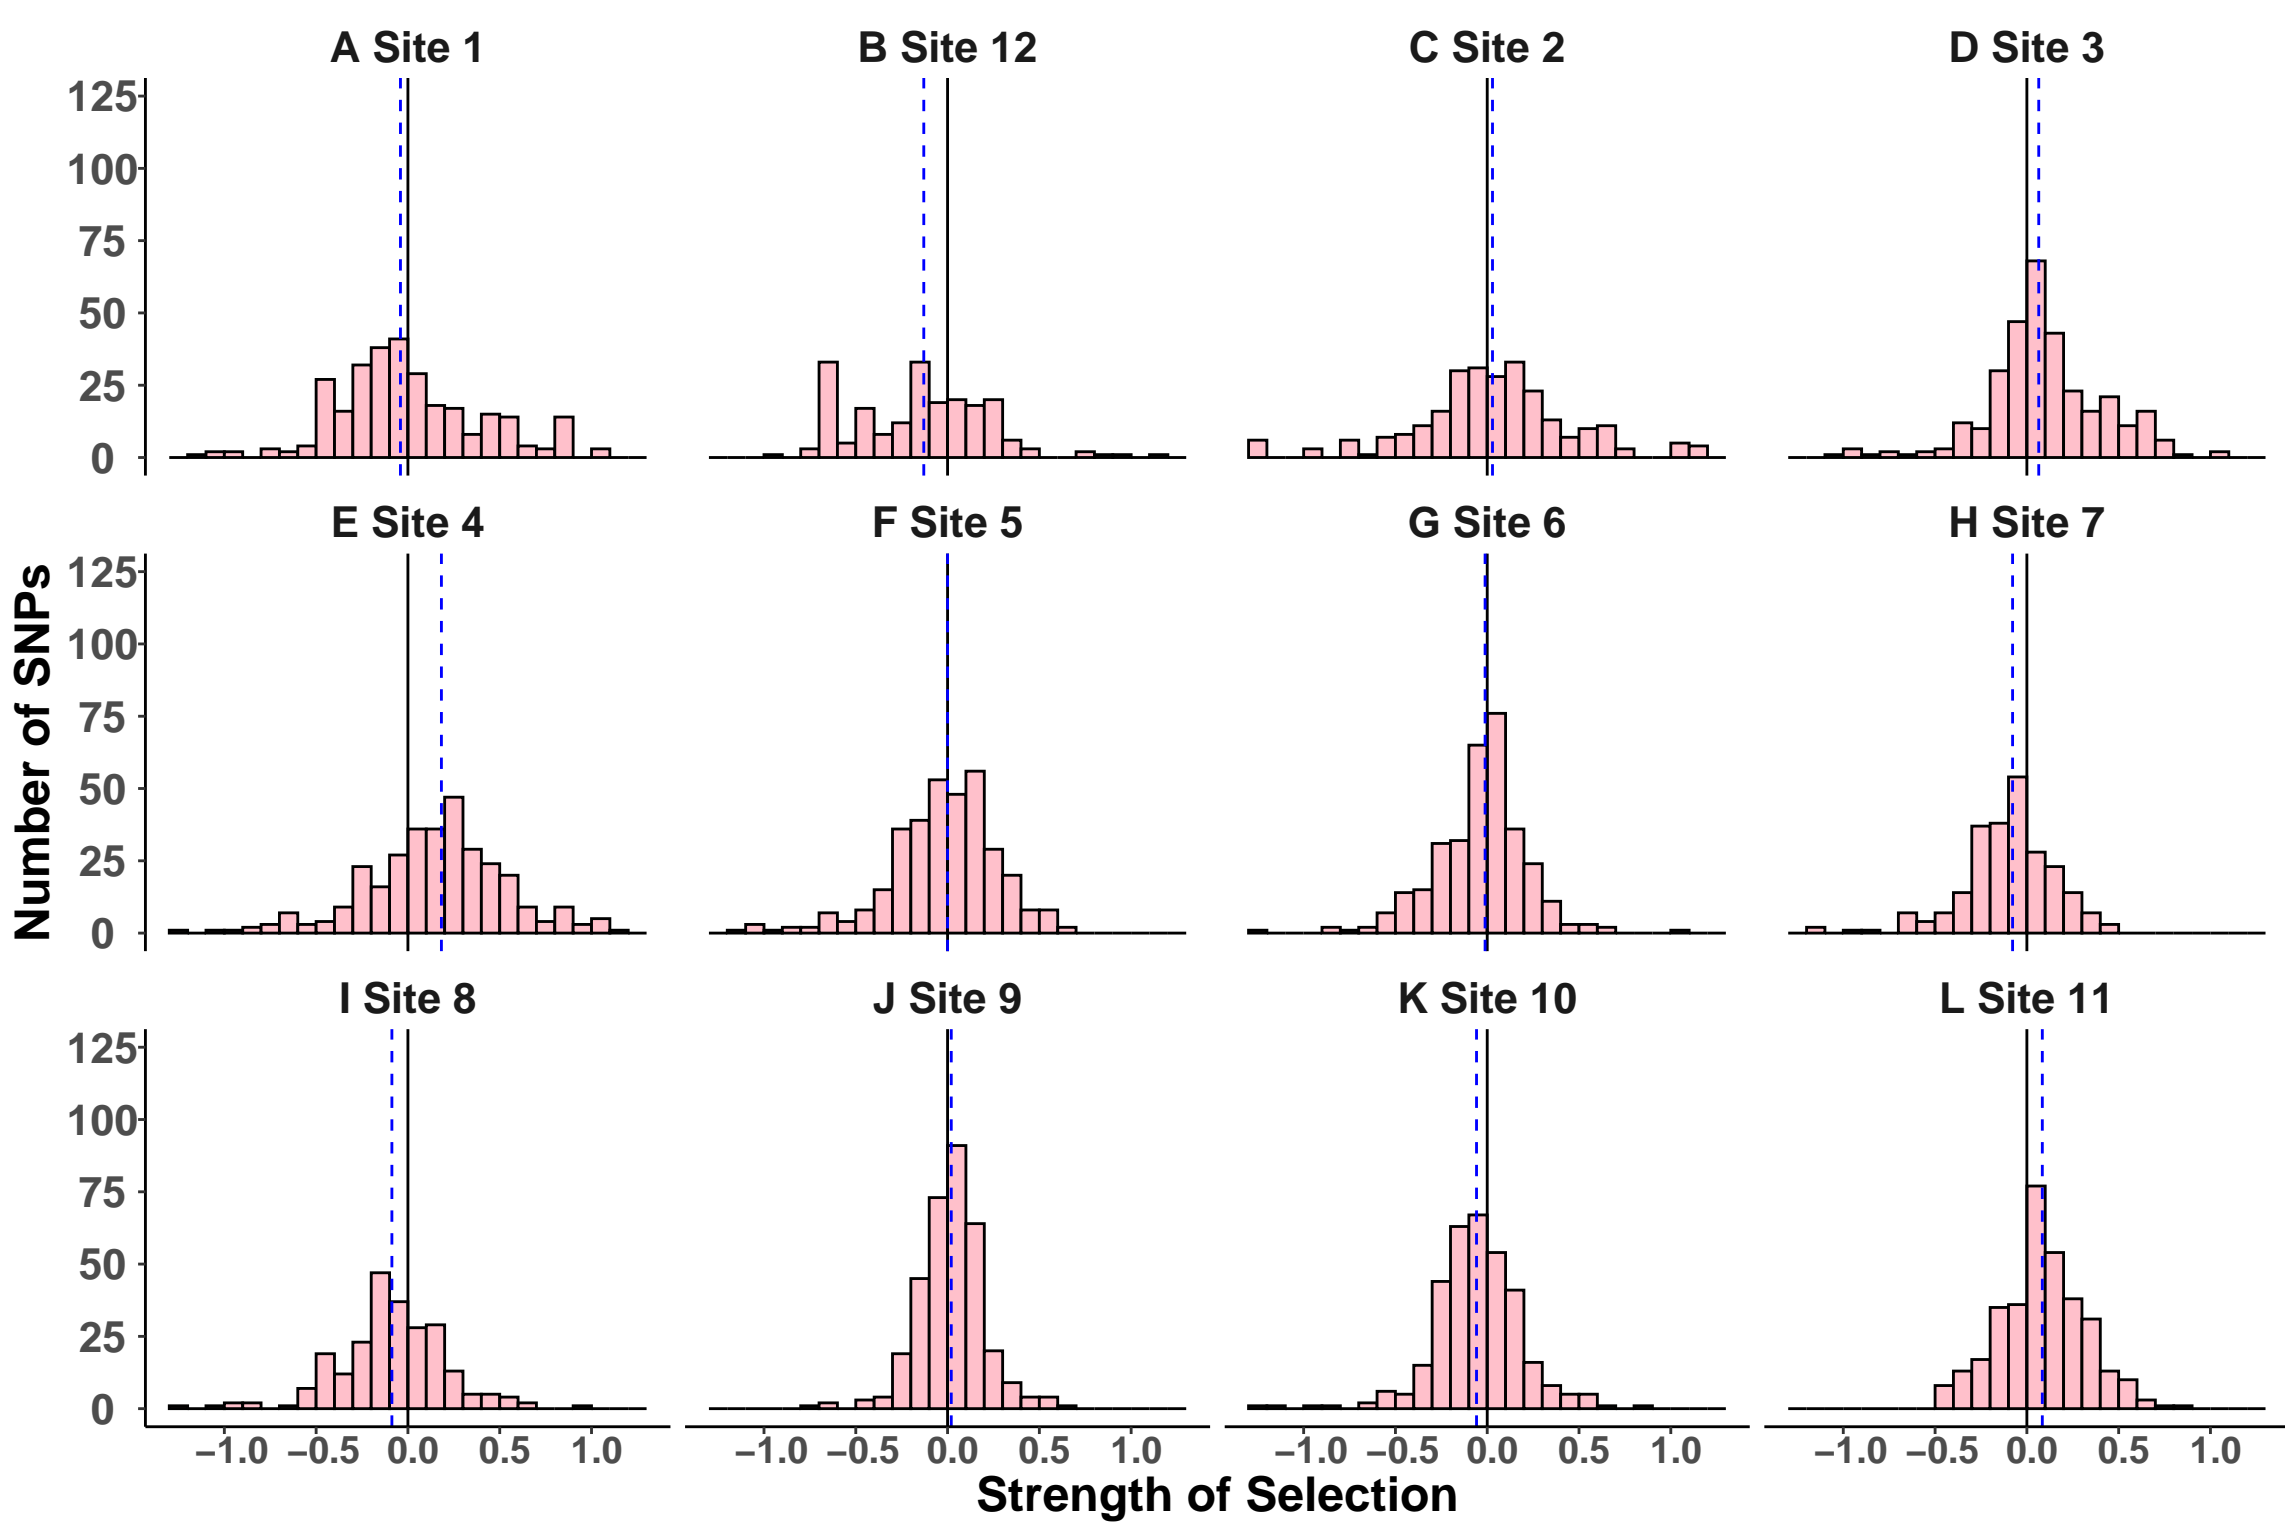 A Site 1
B Site 12
C Site 2
D Site 3
125
100
75
50
25
0
E Site 4
F Site 5
G Site 6
H Site 7
Number of SNPs
125
100
75
50
25
0
I Site 8
J Site 9
K Site 10
L Site 11
125
100
75
50
25
0
−1.0 −0.5 0.0 0.5 1.0
−1.0 −0.5 0.0 0.5 1.0
−1.0 −0.5 0.0 0.5 1.0
−1.0 −0.5 0.0 0.5 1.0
Strength of Selection